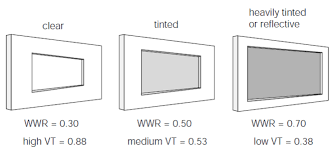 clear
tinted
heavily tinted
or reflective
WWR = 0.30
WWR = 0.50
WWR = 0.70
high VT = 0.88
medium VT = 0.53
low VT = 0.38